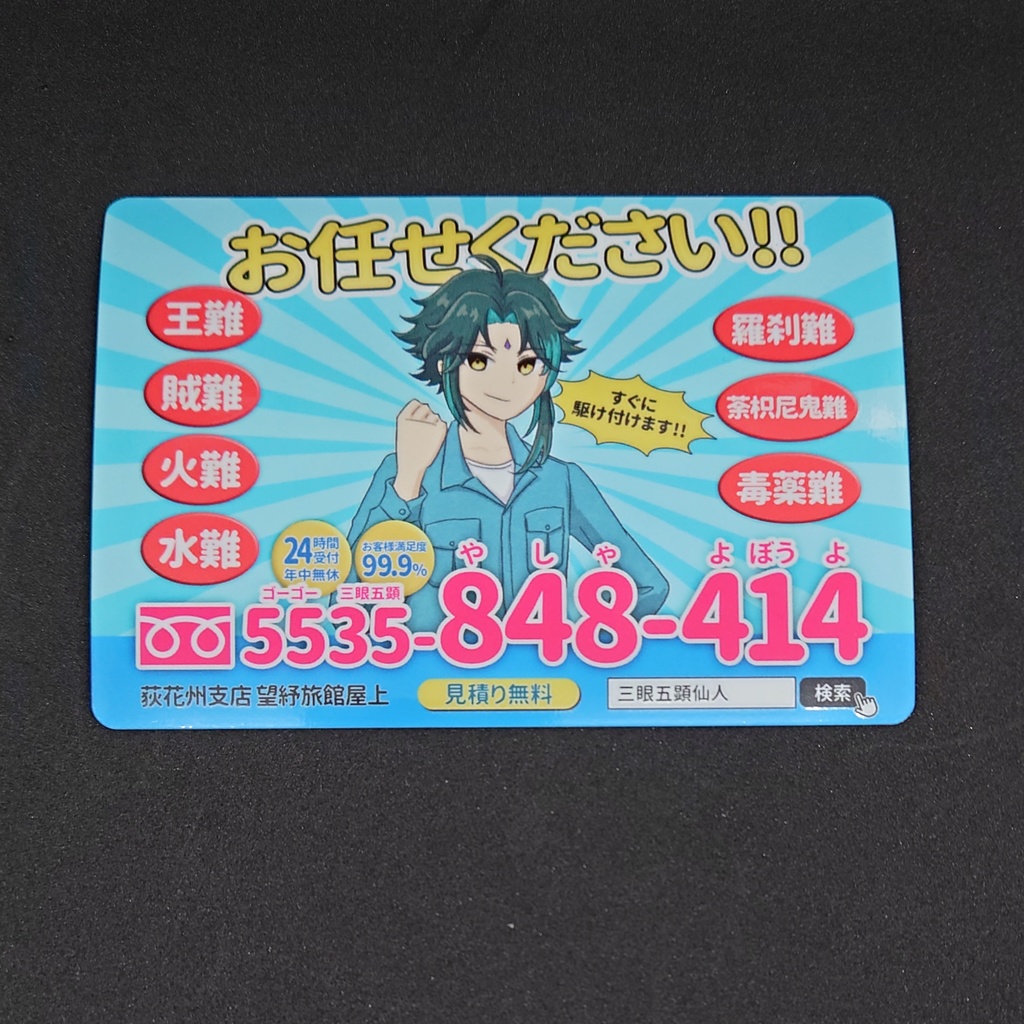 お任せください!!
王難
賊難
火難
水難
羅刹難
荼枳尼鬼難
毒薬難
すぐに
駆け付けます!!
24時間
受付
年中無休
お客様満足度
99.9%
ゴーゴー 三眼五顕 や し ゃ よ ぼう よ
5535-848-414
荻花州支店 望舒旅館屋上
見積り無料
三眼五顕仙人
検索